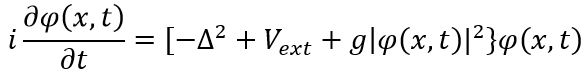 i ∂φ(x, t)/∂t = [−Δ² + V_ext + g|φ(x, t)|²}φ(x, t)